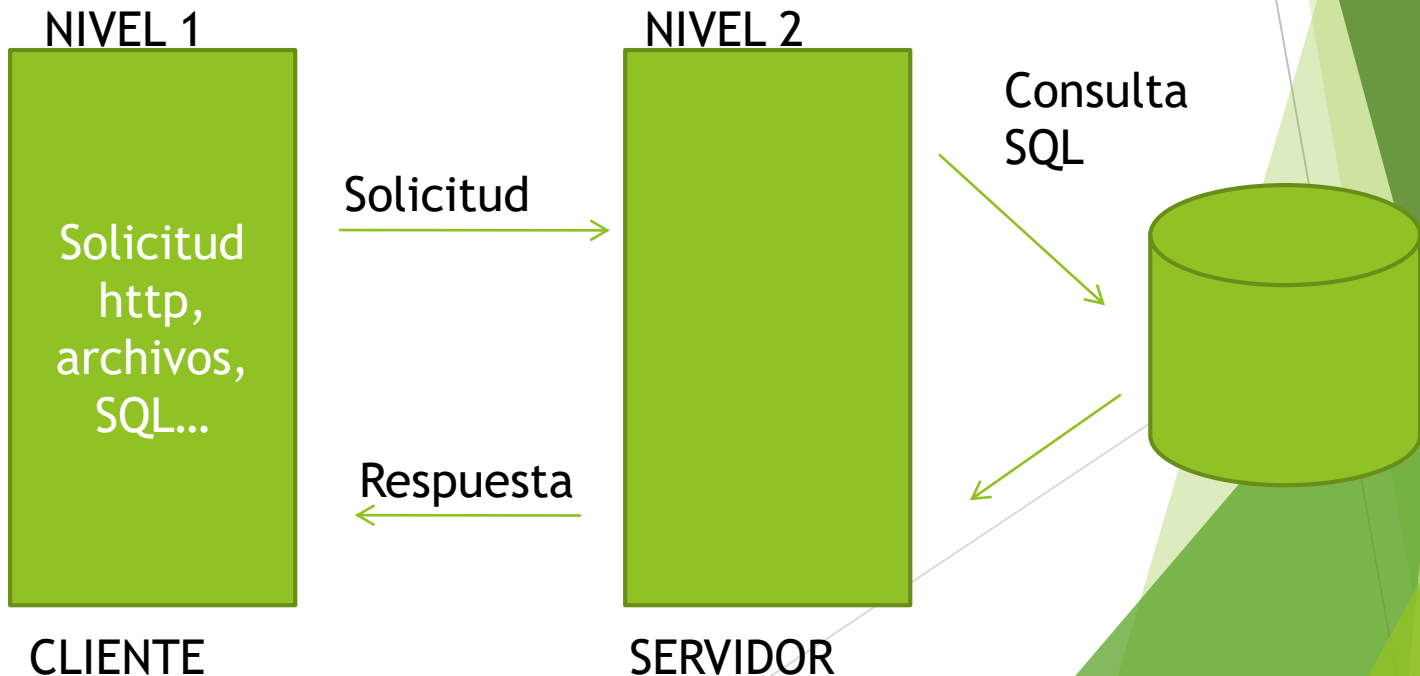 NIVEL 1
NIVEL 2
Consulta
SQL
Solicitud
Solicitud
http,
archivos,
SQL…
Respuesta
CLIENTE
SERVIDOR